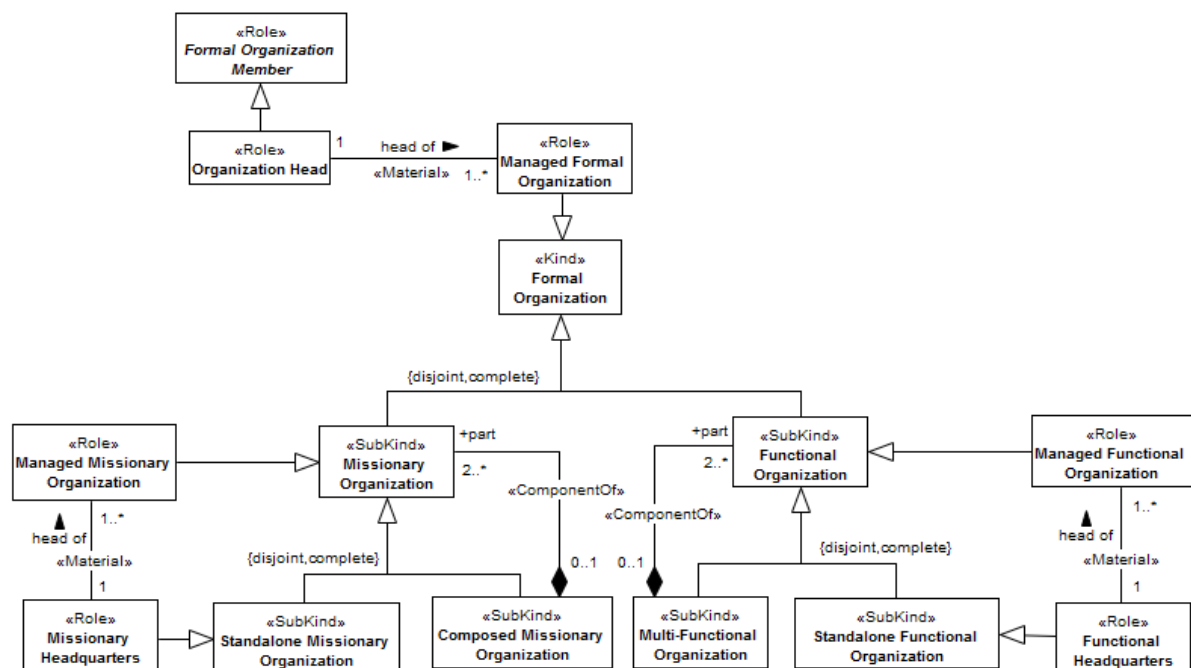 «Role»
Formal Organization
Member
«Role»
Organization Head
1
head of ►
«Material»
1..*
«Role»
Managed Formal
Organization
«Kind»
Formal
Organization
{disjoint,complete}
«Role»
Managed Missionary
Organization
«SubKind»
Missionary
Organization
+part
2..*
«ComponentOf»
0..1
+part
2..*
«ComponentOf»
0..1
«SubKind»
Functional
Organization
«Role»
Managed Functional
Organization
1..*
▲
head of
«Material»
1
{disjoint,complete}
{disjoint,complete}
1..*
▲
head of
«Material»
1
«Role»
Missionary
Headquarters
«SubKind»
Standalone Missionary
Organization
«SubKind»
Composed Missionary
Organization
«SubKind»
Multi-Functional
Organization
«SubKind»
Standalone Functional
Organization
«Role»
Functional
Headquarters